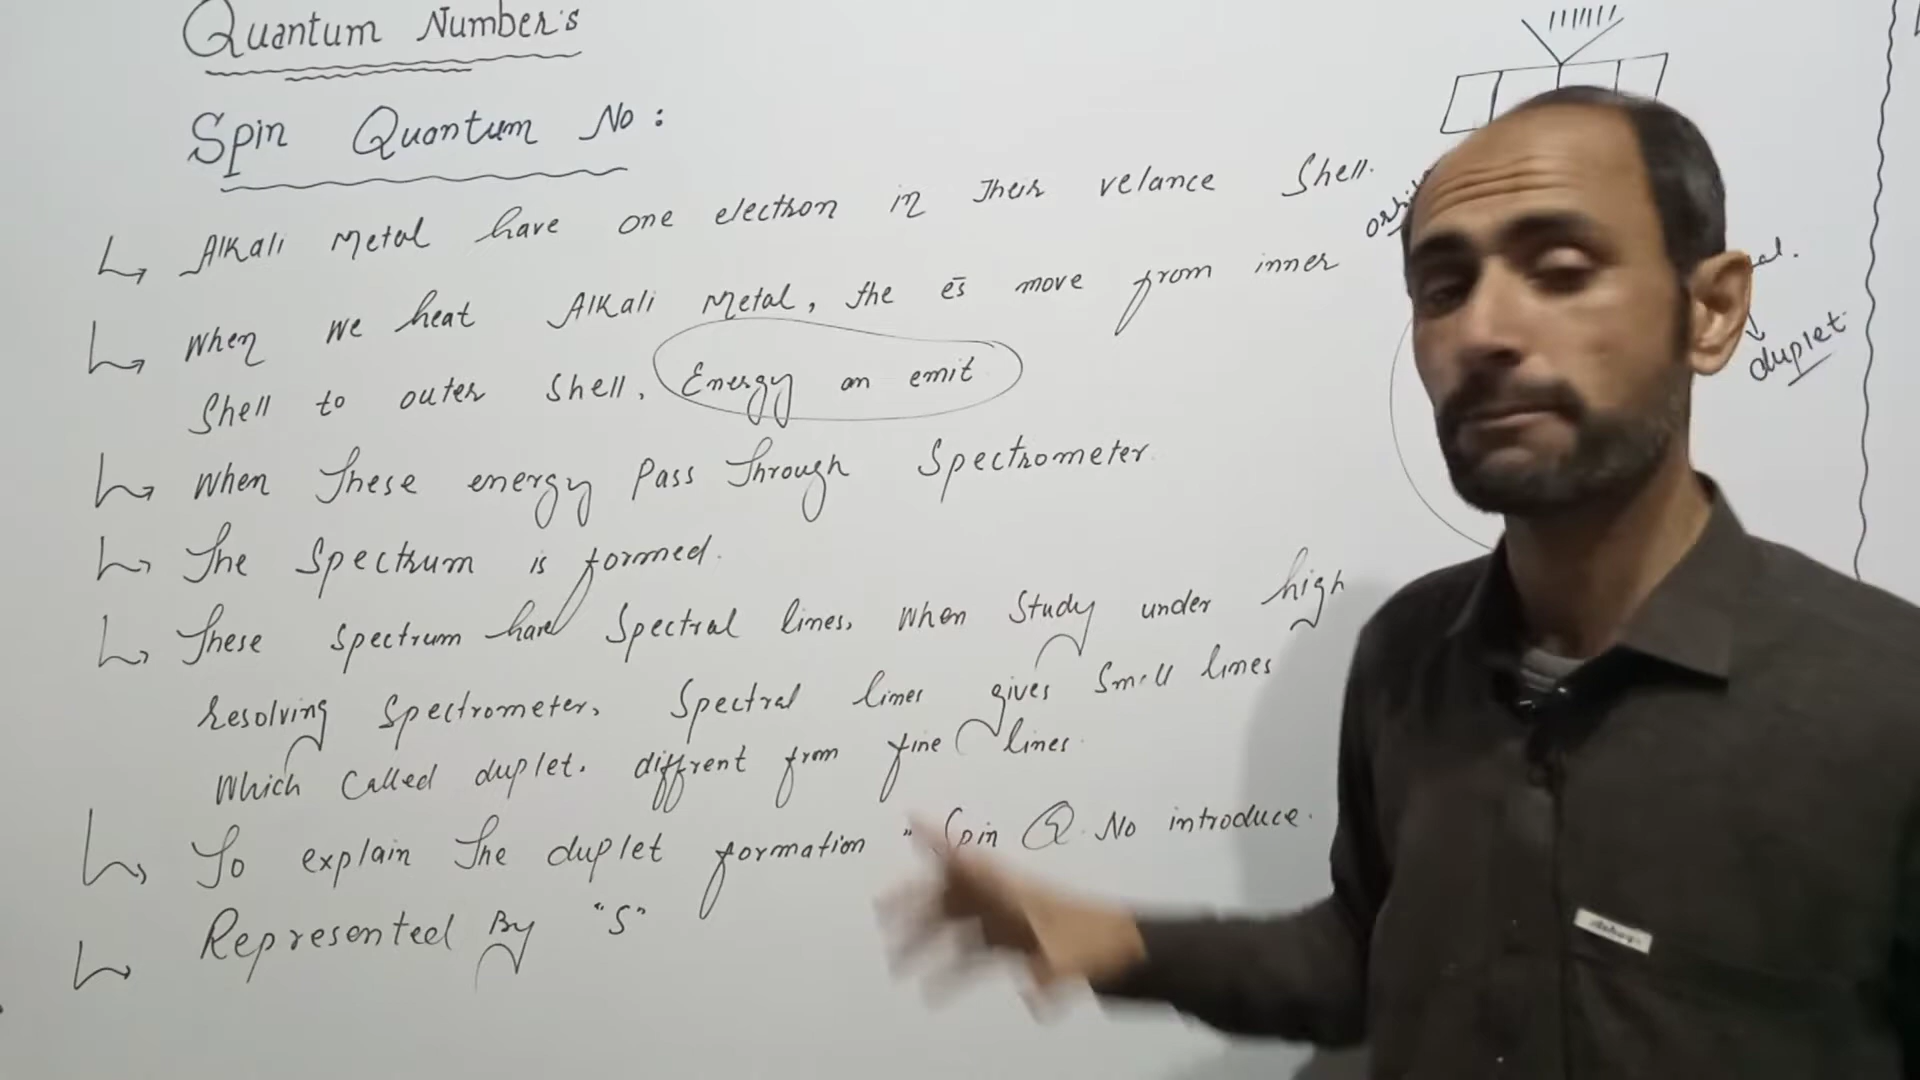 Quantum Number's
Spin Quantum No:
Alkali Metal have one electron in Their velance Shell.
When we heat Alkali Metal, the ēs move from inner
Shell to outer Shell. Energy an emit
When These energy Pass Through Spectrometer
The Spectrum is formed.
These Spectrum have Spectral lines. When Study under high
resolving Spectrometer, Spectral lines gives Small lines
Which Called duplet. diffrent from fine lines.
To explain The duplet formation "Spin Q. No introduce.
Represented By "S"
duplet